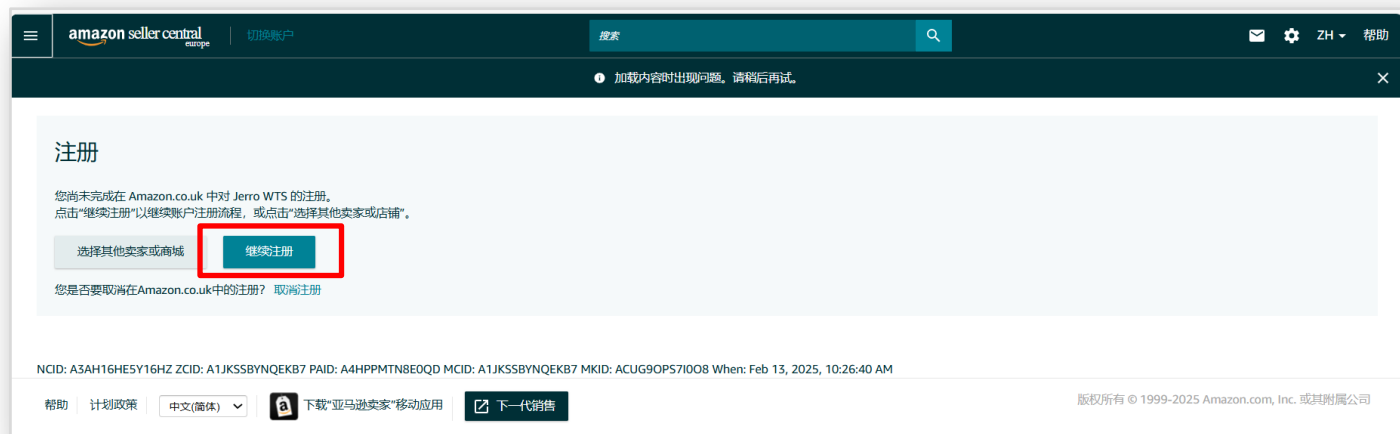 amazon seller central
europe
切换账户
搜索
ZH
帮助
加载内容时出现问题。请稍后再试。
注册
您尚未完成在 Amazon.co.uk 中对 Jerro WTS 的注册。
点击“继续注册”以继续账户注册流程，或点击“选择其他卖家或店铺”。
选择其他卖家或商城
继续注册
您是否要取消在Amazon.co.uk中的注册？ 取消注册
NCID: A3AH16HE5Y16HZ ZCID: A1JKSSBYNQEKB7 PAID: A4HPPMTN8E0QD MCID: A1JKSSBYNQEKB7 MKID: ACUG9OPS7I0O8 When: Feb 13, 2025, 10:26:40 AM
帮助
计划政策
中文(简体)
下载“亚马逊卖家”移动应用
下一代销售
版权所有 © 1999-2025 Amazon.com, Inc. 或其附属公司